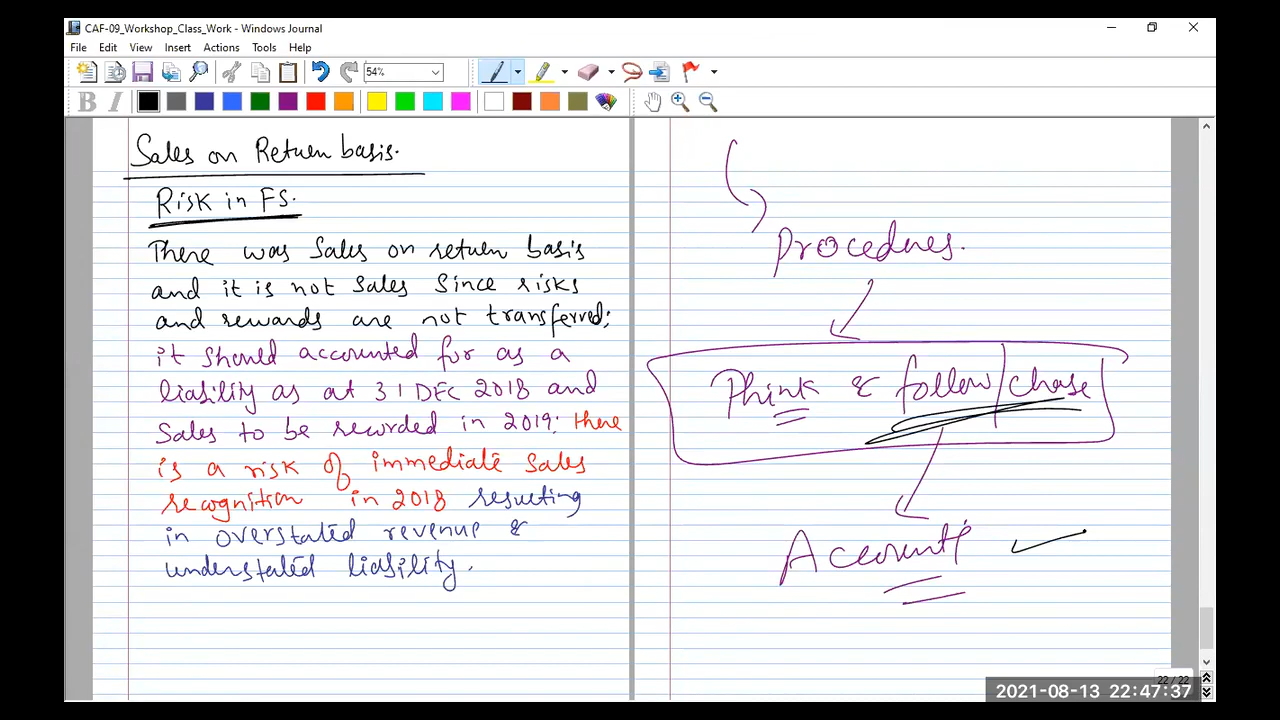 CAF-09_Workshop_Class_Work - Windows Journal
File Edit View Insert Actions Tools Help
54%
B I
Sales on Return basis.
Risk in FS.
There was Sales on return basis
and it is not Sales Since risks
and rewards are not transferred;
it should accounted for as a
liability as at 31 DEC 2018 and
Sales to be recorded in 2019; there
is a risk of immediate Sales
recognition in 2018 resulting
in overstated revenue &
understated liability.
Procedures.
Think & follow/chase
Accounts
22 / 22
2021-08-13 22:47:37